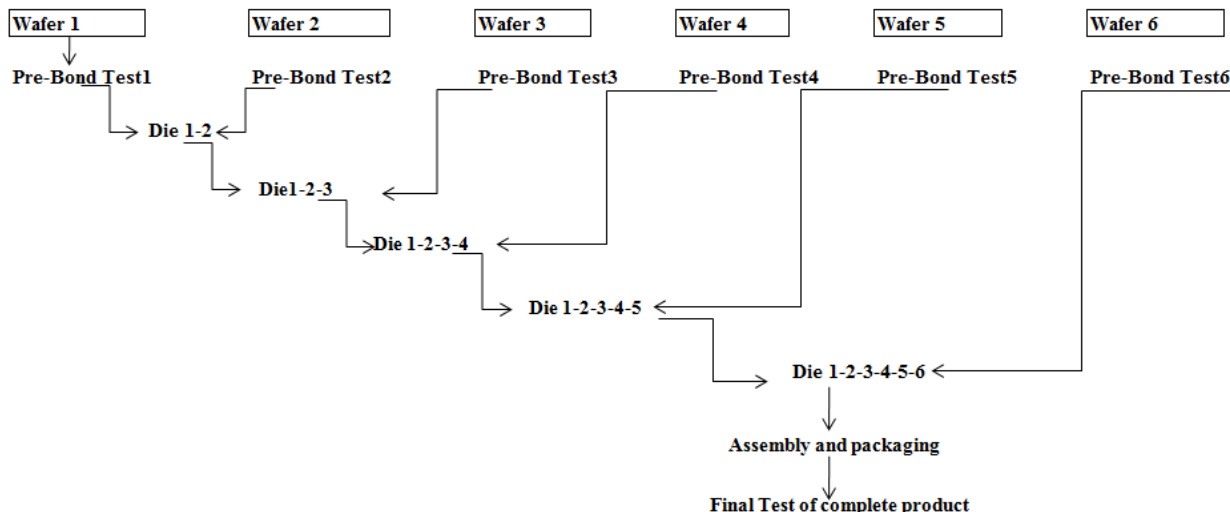 Wafer 1
Wafer 2
Wafer 3
Wafer 4
Wafer 5
Wafer 6
Pre-Bond Test1
Pre-Bond Test2
Pre-Bond Test3
Pre-Bond Test4
Pre-Bond Test5
Pre-Bond Test6
Die 1-2
Die1-2-3
Die 1-2-3-4
Die 1-2-3-4-5
Die 1-2-3-4-5-6
Assembly and packaging
Final Test of complete product